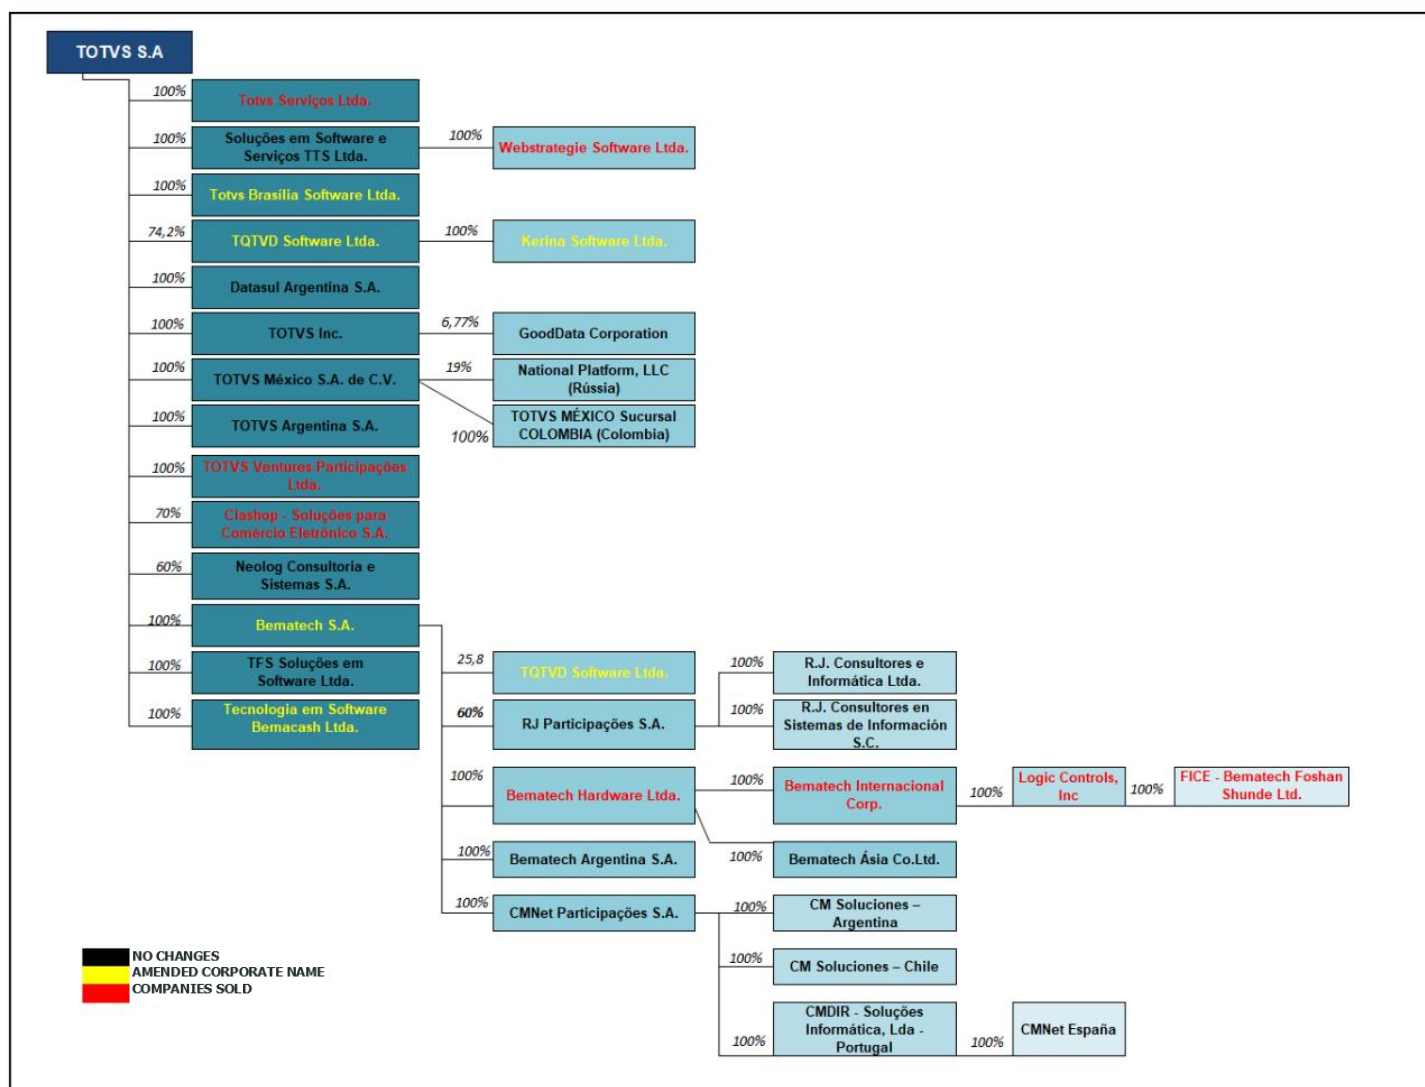 TOTVS S.A
100%
Totvs Serviços Ltda.
100%
Soluções em Software e
Serviços TTS Ltda.
100%
Webstrategie Software Ltda.
100%
Totvs Brasília Software Ltda.
74,2%
TQTVD Software Ltda.
100%
Kerina Software Ltda.
100%
Datasul Argentina S.A.
100%
TOTVS Inc.
6,77%
GoodData Corporation
100%
TOTVS México S.A. de C.V.
19%
National Platform, LLC
(Rússia)
100%
TOTVS Argentina S.A.
100%
TOTVS MÉXICO Sucursal
COLOMBIA (Colombia)
100%
TOTVS Ventures Participações
Ltda.
70%
Ciashop - Soluções para
Comércio Eletrônico S.A.
60%
Neolog Consultoria e
Sistemas S.A.
100%
Bematech S.A.
100%
TFS Soluções em
Software Ltda.
25,8
TQTVD Software Ltda.
100%
R.J. Consultores e
Informática Ltda.
100%
Tecnologia em Software
Bemacash Ltda.
60%
RJ Participações S.A.
100%
R.J. Consultores en
Sistemas de Información
S.C.
100%
Bematech Hardware Ltda.
100%
Bematech Internacional
Corp.
100%
Logic Controls,
Inc
100%
FICE - Bematech Foshan
Shunde Ltd.
100%
Bematech Argentina S.A.
100%
Bematech Ásia Co.Ltd.
100%
CMNet Participações S.A.
100%
CM Soluciones –
Argentina
100%
CM Soluciones – Chile
100%
CMDIR - Soluções
Informática, Lda -
Portugal
100%
CMNet España
NO CHANGES
AMENDED CORPORATE NAME
COMPANIES SOLD